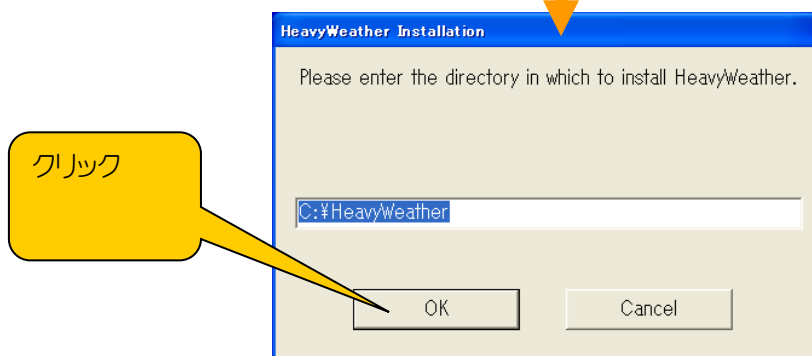 HeavyWeather Installation
Please enter the directory in which to install HeavyWeather.
クリック
C:¥HeavyWeather
OK
Cancel